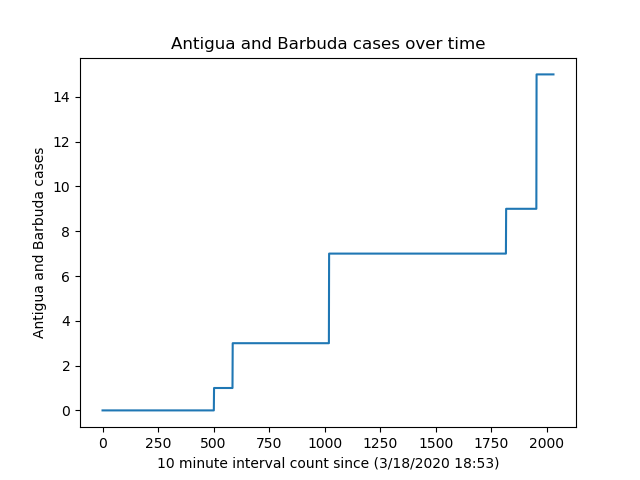 Antigua and Barbuda cases over time
14
12
10
8
6
4
2
0
Antigua and Barbuda cases
0 250 500 750 1000 1250 1500 1750 2000
10 minute interval count since (3/18/2020 18:53)